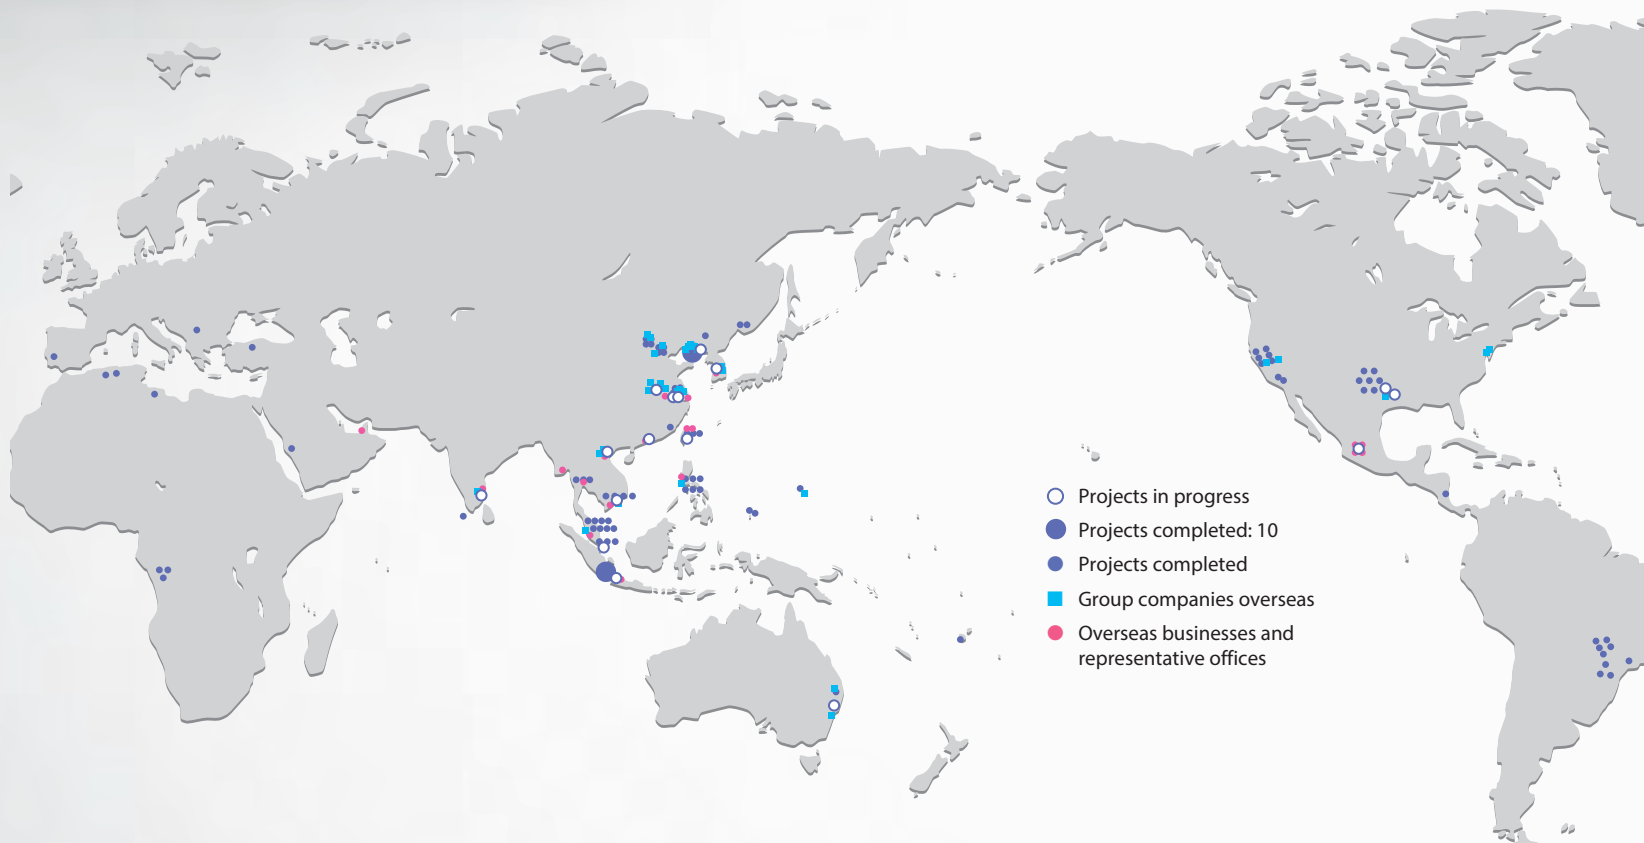 Projects in progress
Projects completed: 10
Projects completed
Group companies overseas
Overseas businesses and
representative offices